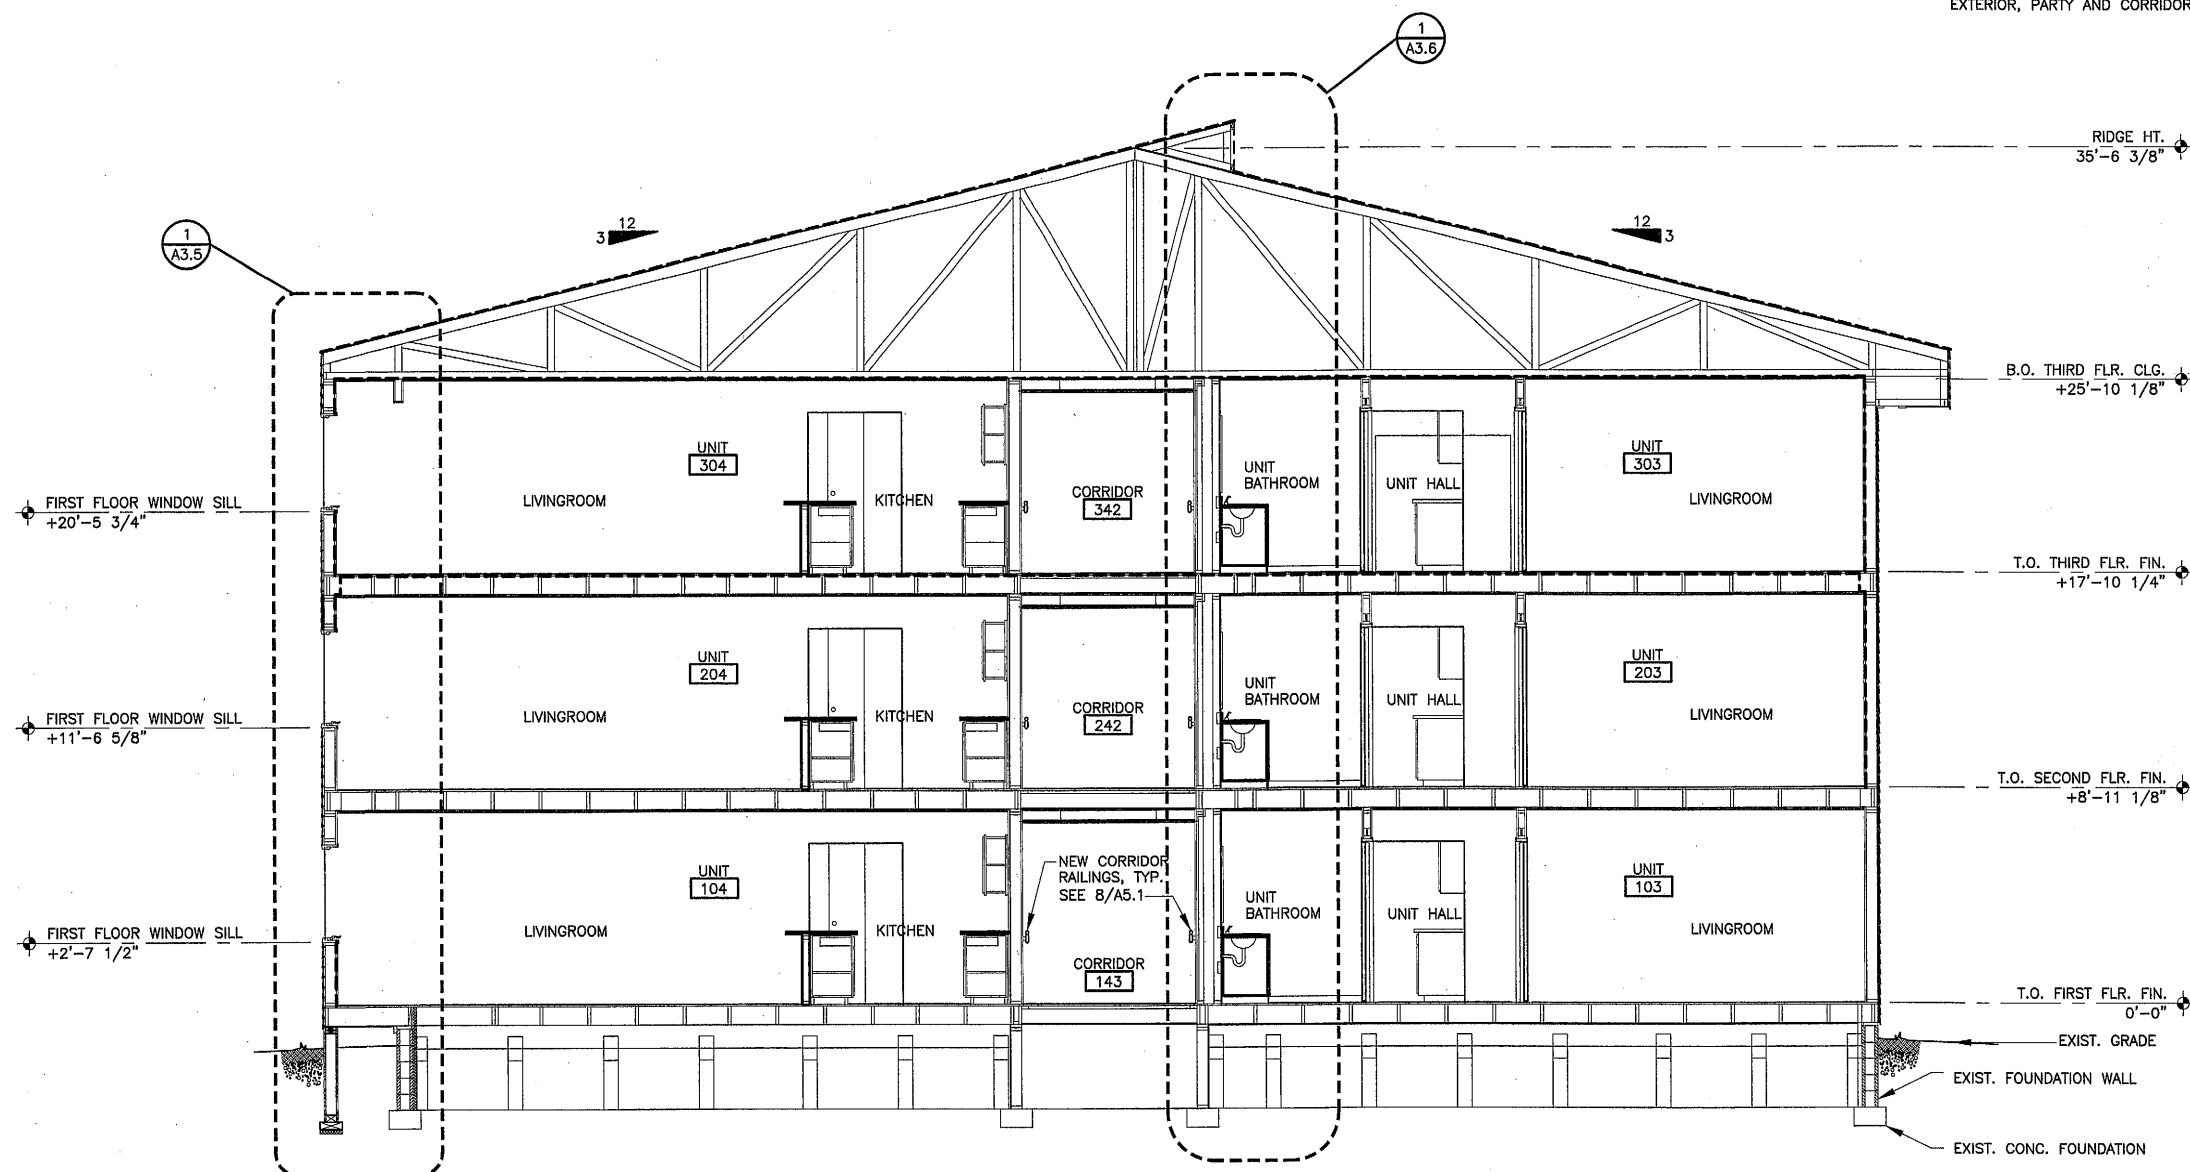 EXTERIOR, PARTY AND CORRIDOR
1
A3.6
RIDGE HT.
35'-6 3/8"
1
A3.5
12
3
12
3
B.O. THIRD FLR. CLG.
+25'-10 1/8"
UNIT
304
UNIT
303
LIVINGROOM
KITCHEN
CORRIDOR
342
UNIT
BATHROOM
UNIT HALL
LIVINGROOM
FIRST FLOOR WINDOW SILL
+20'-5 3/4"
T.O. THIRD FLR. FIN.
+17'-10 1/4"
UNIT
204
UNIT
203
LIVINGROOM
KITCHEN
CORRIDOR
242
UNIT
BATHROOM
UNIT HALL
LIVINGROOM
FIRST FLOOR WINDOW SILL
+11'-6 5/8"
T.O. SECOND FLR. FIN.
+8'-11 1/8"
NEW CORRIDOR
RAILINGS, TYP.
SEE 8/A5.1
UNIT
104
UNIT
103
LIVINGROOM
KITCHEN
CORRIDOR
143
UNIT
BATHROOM
UNIT HALL
LIVINGROOM
FIRST FLOOR WINDOW SILL
+2'-7 1/2"
T.O. FIRST FLR. FIN.
0'-0"
EXIST. GRADE
EXIST. FOUNDATION WALL
EXIST. CONC. FOUNDATION